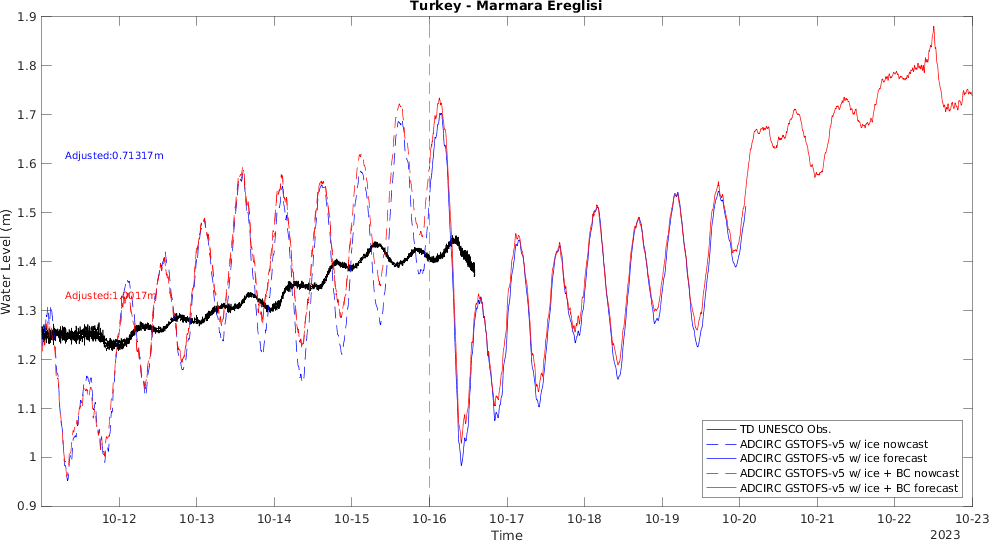 Turkey - Marmara Ereglisi
Water Level (m)
1.9
1.8
1.7
1.6
1.5
1.4
1.3
1.2
1.1
1
0.9
Adjusted:0.71317m
Adjusted:1.0017m
TD UNESCO Obs.
ADCIRC GSTOFS-v5 w/ ice nowcast
ADCIRC GSTOFS-v5 w/ ice forecast
ADCIRC GSTOFS-v5 w/ ice + BC nowcast
ADCIRC GSTOFS-v5 w/ ice + BC forecast
10-12 10-13 10-14 10-15 10-16 10-17 10-18 10-19 10-20 10-21 10-22 10-23
Time
2023